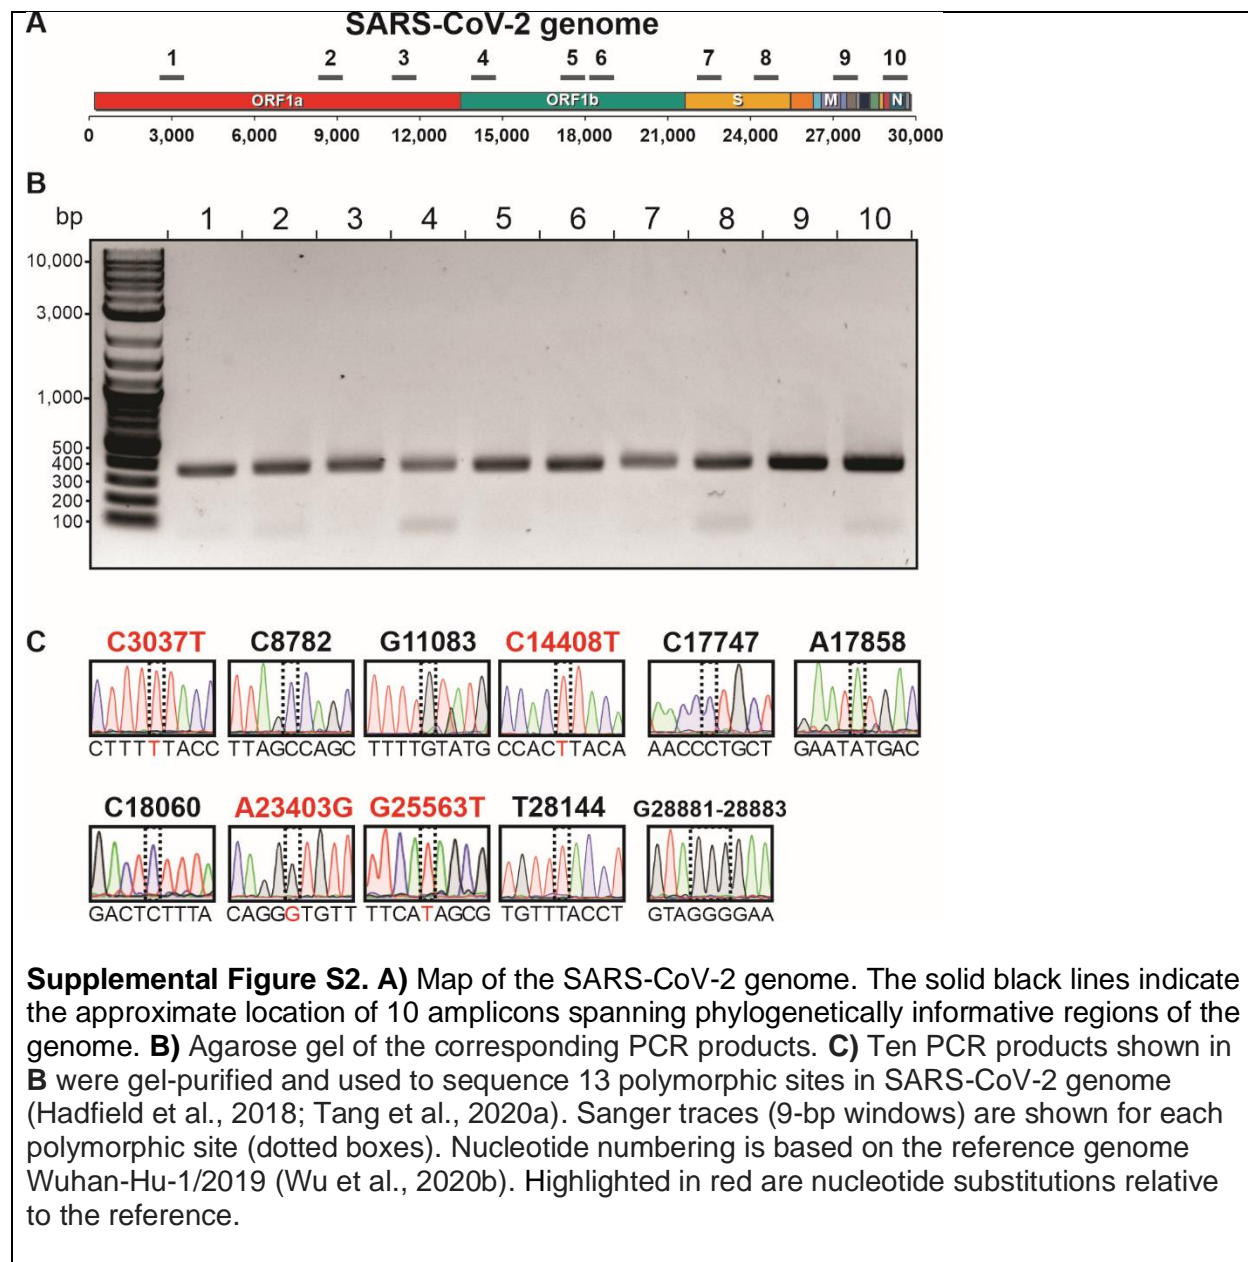 A
SARS-CoV-2 genome
1 2 3 4 5 6 7 8 9 10
ORF1a ORF1b S M N
0 3,000 6,000 9,000 12,000 15,000 18,000 21,000 24,000 27,000 30,000
B
bp 1 2 3 4 5 6 7 8 9 10
10,000
3,000
1,000
500
400
300
200
100
C
C3037T C8782 G11083 C14408T C17747 A17858
CTTTTTACC TTAGCCAGC TTTTGTATG CCACTTACA AACCCTGCT GAATATGAC
C18060 A23403G G25563T T28144 G28881-28883
GACTCTTTA CAGGGTGTT TTCATAGCG TGTTTACCT GTAGGGGAA
Supplemental Figure S2. A) Map of the SARS-CoV-2 genome. The solid black lines indicate
the approximate location of 10 amplicons spanning phylogenetically informative regions of the
genome. B) Agarose gel of the corresponding PCR products. C) Ten PCR products shown in
B were gel-purified and used to sequence 13 polymorphic sites in SARS-CoV-2 genome
(Hadfield et al., 2018; Tang et al., 2020a). Sanger traces (9-bp windows) are shown for each
polymorphic site (dotted boxes). Nucleotide numbering is based on the reference genome
Wuhan-Hu-1/2019 (Wu et al., 2020b). Highlighted in red are nucleotide substitutions relative
to the reference.